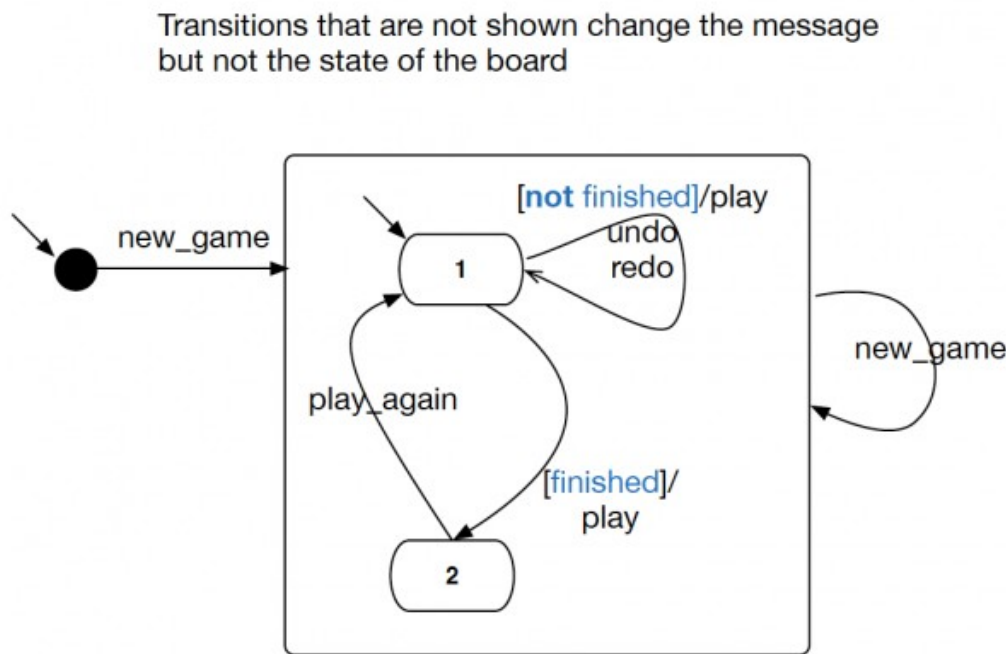 Transitions that are not shown change the message
but not the state of the board
[not finished]/play
new_game
undo
1
redo
new_game
play_again
[finished]/
play
2